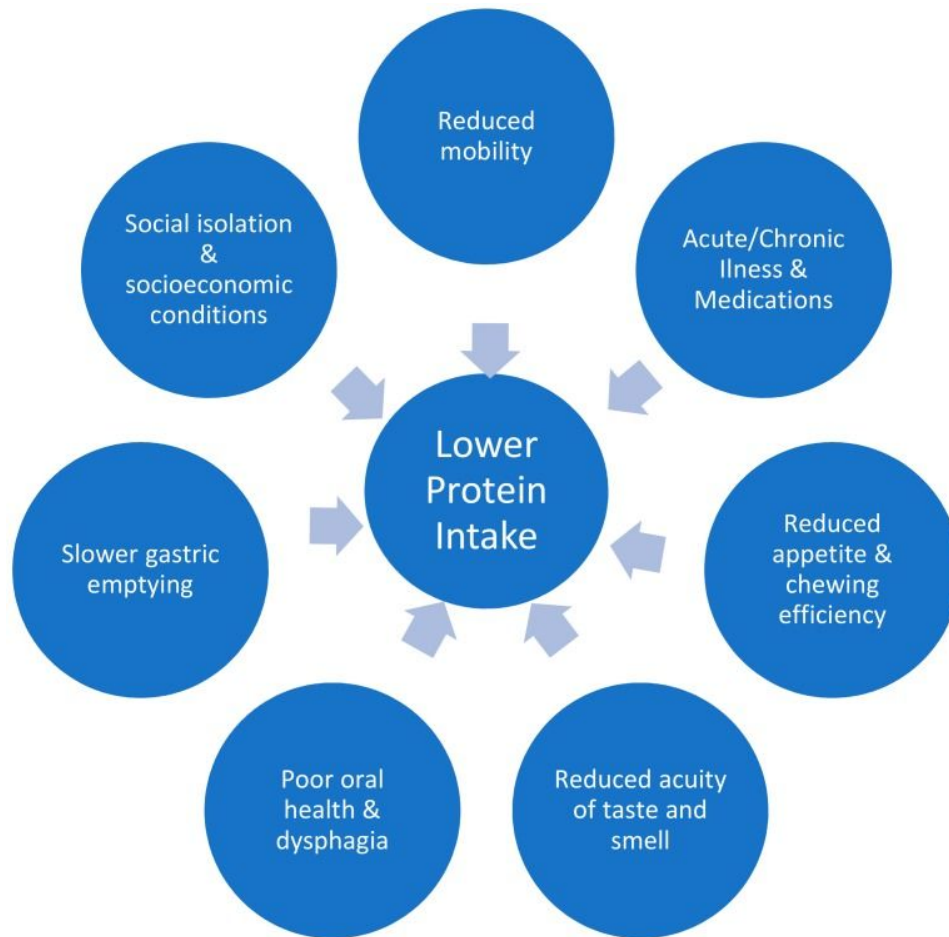 Reduced
mobility
Acute/Chronic
Ilness &
Medications
Reduced
appetite &
chewing
efficiency
Reduced acuity
of taste and
smell
Poor oral
health &
dysphagia
Slower gastric
emptying
Social isolation
&
socioeconomic
conditions
Lower
Protein
Intake